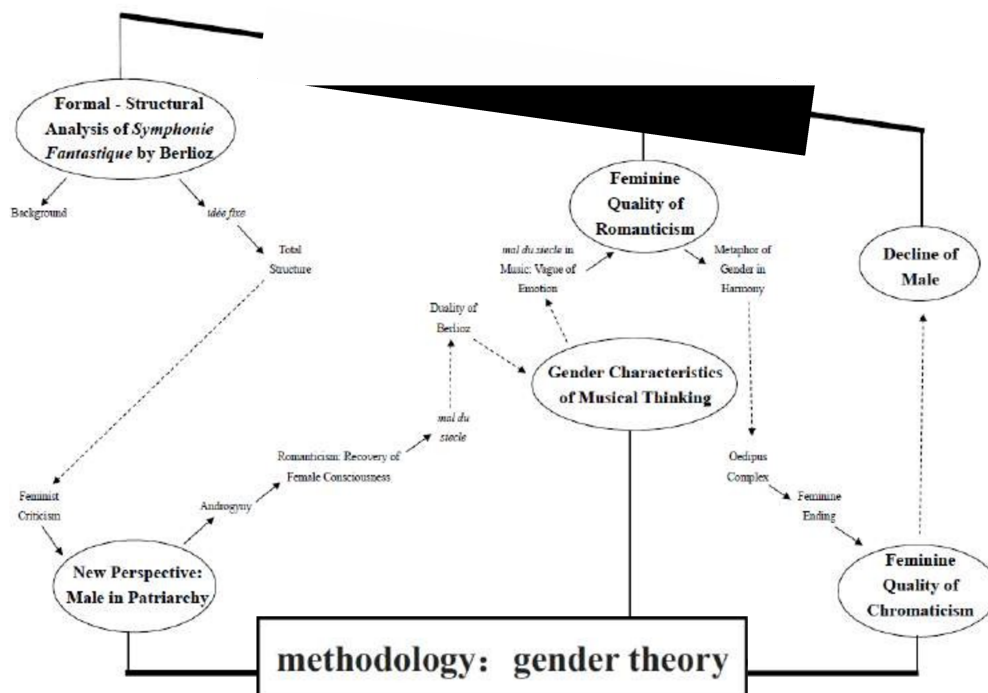 Formal - Structural
Analysis of Symphonie
Fantastique by Berlioz
Background
idée fixe
Total
Structure
Feminist
Criticism
New Perspective:
Male in Patriarchy
Androgyny
Romanticism: Recovery of
Female Consciousness
mal du
siecle
Duality of
Berlioz
Gender Characteristics
of Musical Thinking
mal du siecle in
Music: Vague of
Emotion
Feminine
Quality of
Romanticism
Metaphor of
Gender in
Harmony
Oedipus
Complex
Feminine
Ending
Feminine
Quality of
Chromaticism
Decline of
Male
methodology: gender theory